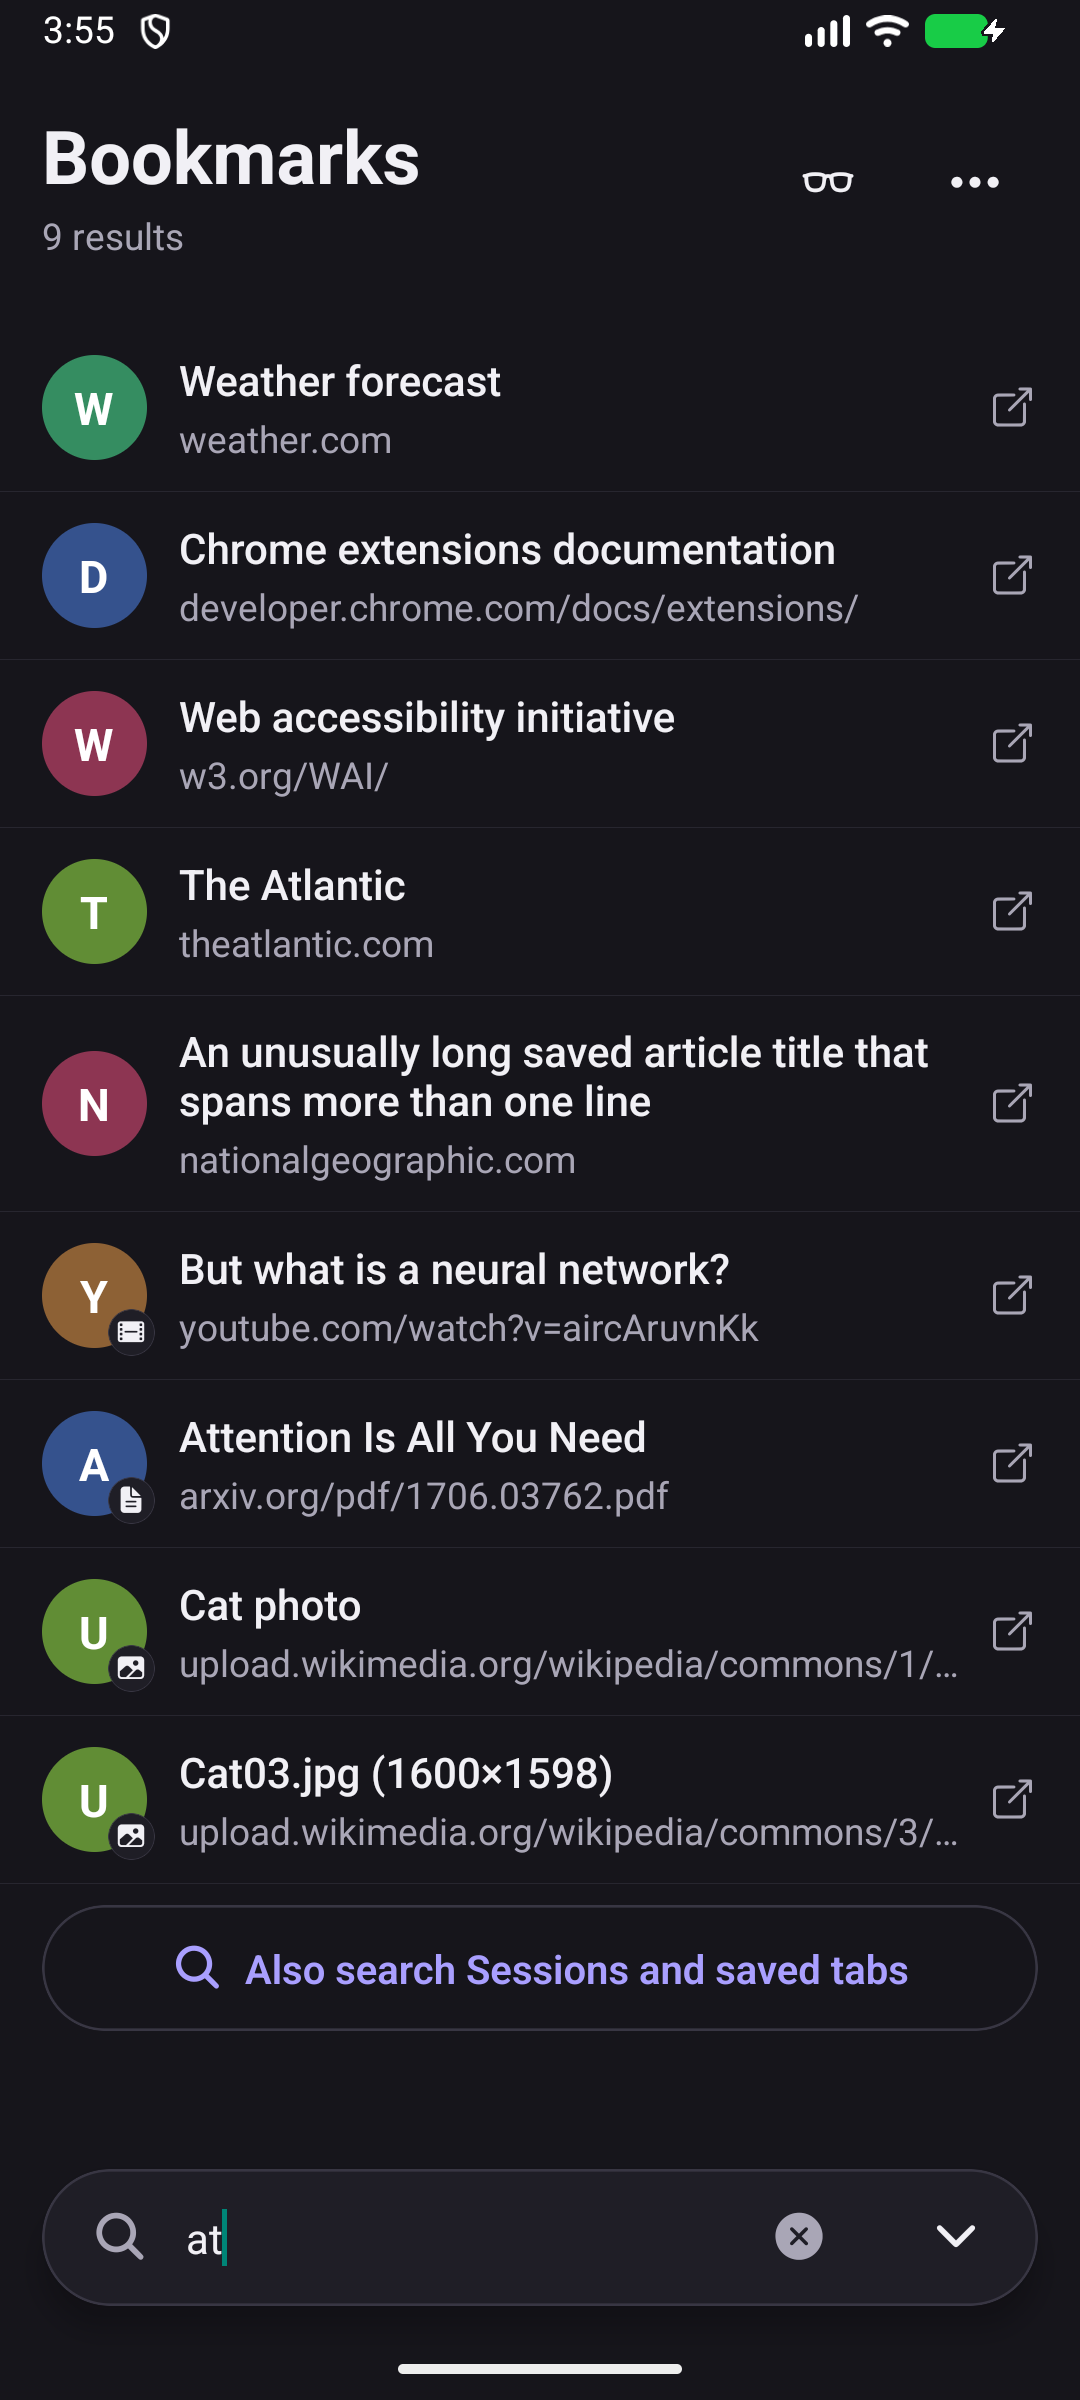 3:55
Bookmarks
9 results
W
Weather forecast
weather.com
D
Chrome extensions documentation
developer.chrome.com/docs/extensions/
W
Web accessibility initiative
w3.org/WAI/
T
The Atlantic
theatlantic.com
N
An unusually long saved article title that
spans more than one line
nationalgeographic.com
Y
But what is a neural network?
youtube.com/watch?v=aircAruvnKk
A
Attention Is All You Need
arxiv.org/pdf/1706.03762.pdf
U
Cat photo
upload.wikimedia.org/wikipedia/commons/1/…
U
Cat03.jpg (1600×1598)
upload.wikimedia.org/wikipedia/commons/3/…
Also search Sessions and saved tabs
at